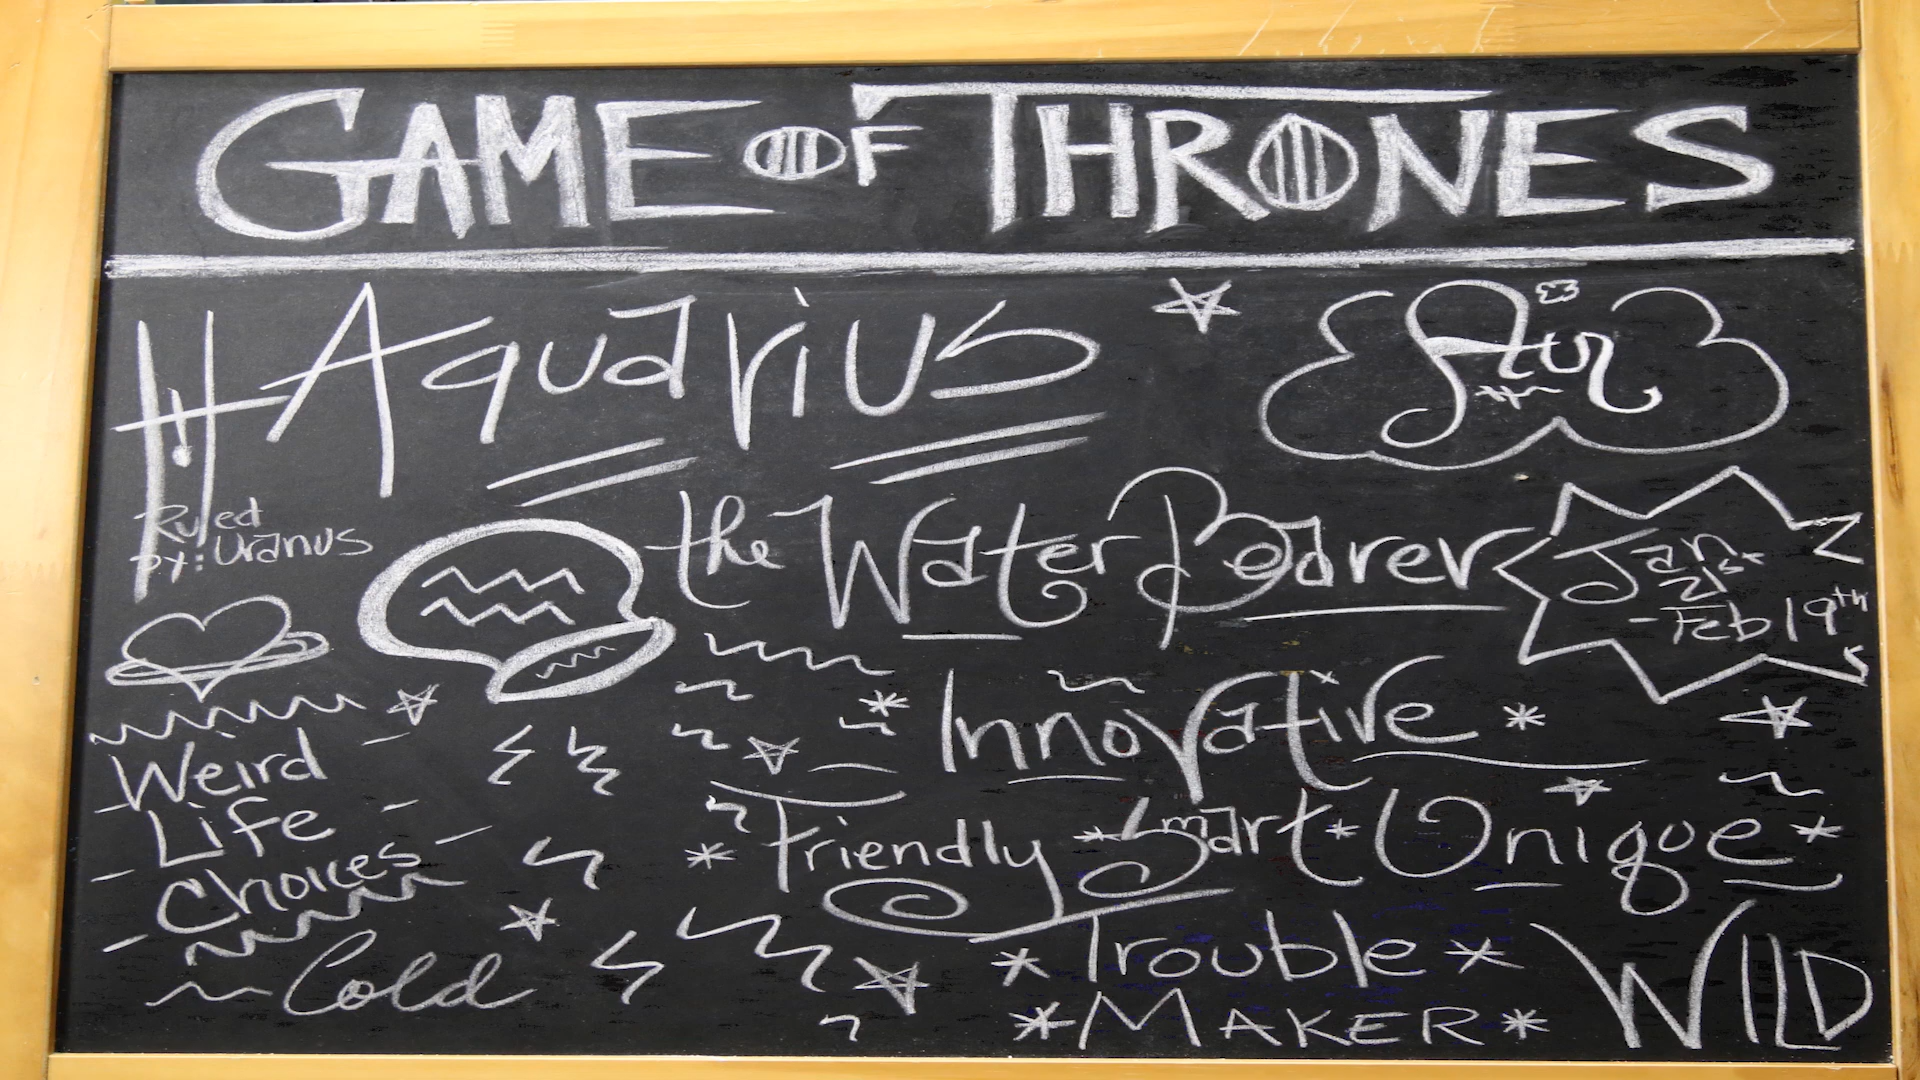 GAME OF THRONES
Aquarius
Air
Ruled
By: Uranus
the Water Bearer
Jan
21st
- Feb 19th
Innovative
Weird
Life
Choices
Friendly * Smart * Unique *
Cold
* Trouble *
* MAKER *
WILD